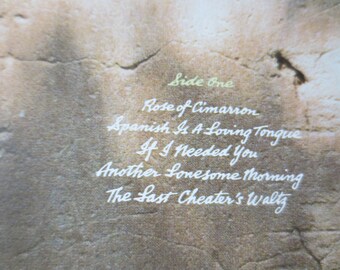 Side One
Rose of Cimarron
Spanish Is A Loving Tongue
If I Needed You
Another Lonesome Morning
The Last Cheater's Waltz